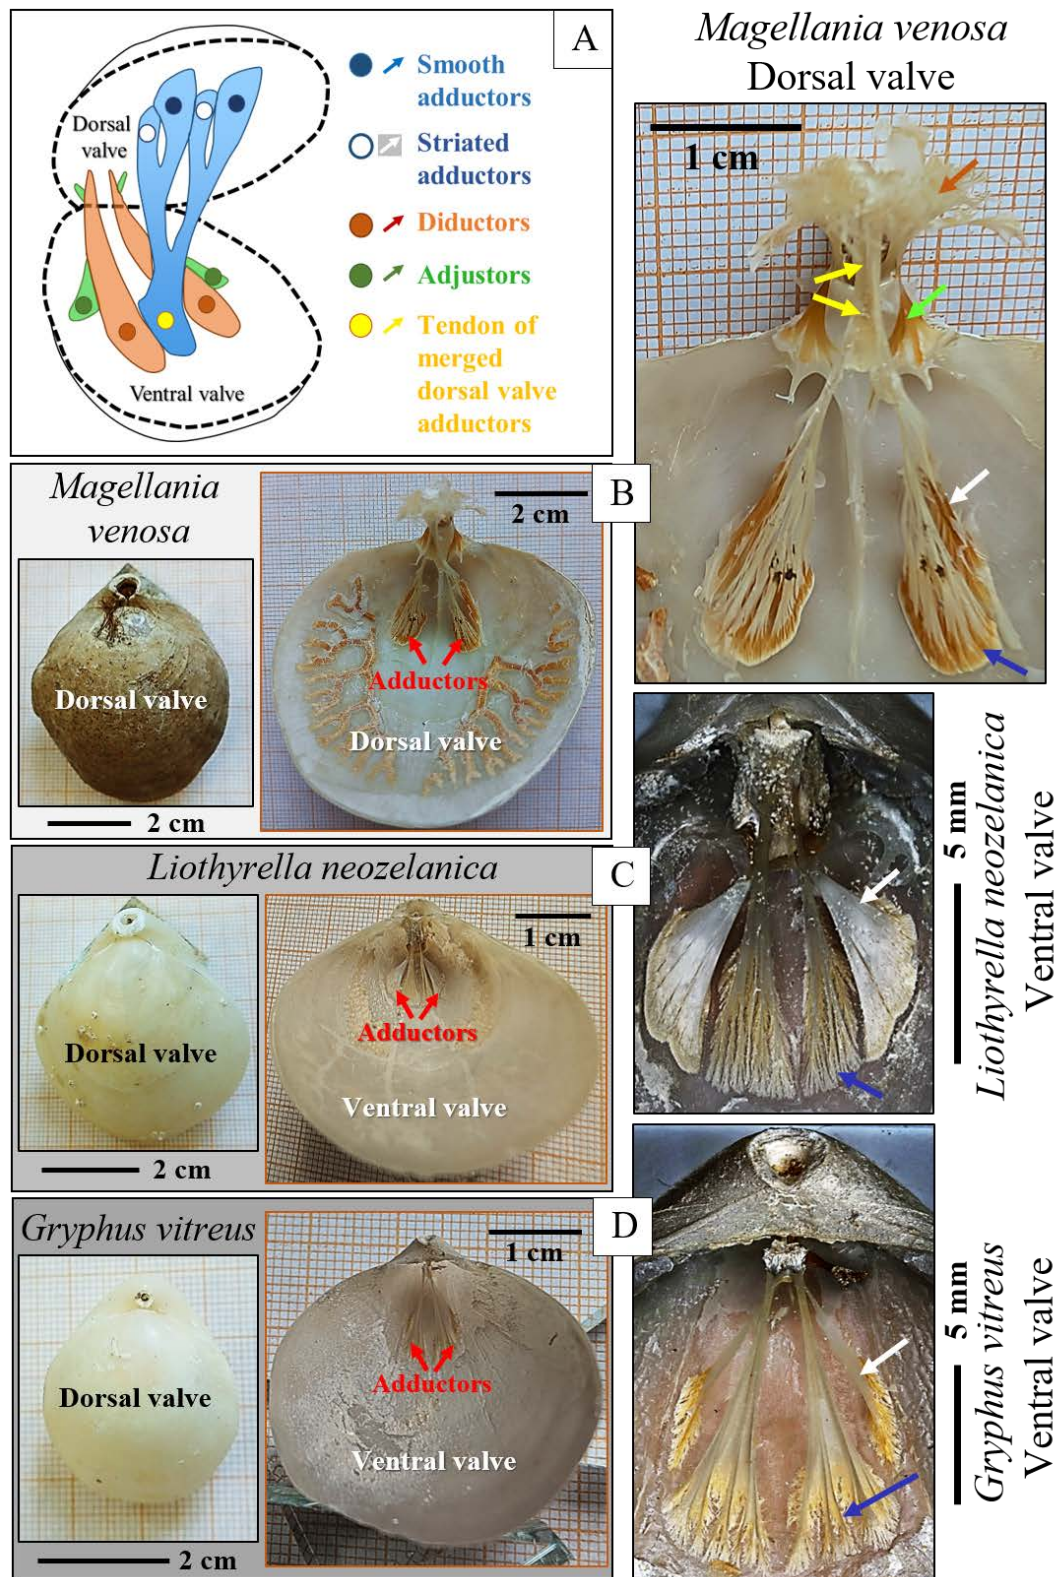 A
Dorsal
valve
Ventral valve
Smooth
adductors
Striated
adductors
Diductors
Adjustors
Tendon of
merged
dorsal valve
adductors
Magellania venosa
Dorsal valve
1 cm
B
Magellania
venosa
Dorsal valve
2 cm
2 cm
Adductors
Dorsal valve
C
Liothyrella neozelanica
Dorsal valve
2 cm
1 cm
Adductors
Ventral valve
5 mm
Liothyrella neozelanica
Ventral valve
D
Gryphus vitreus
Dorsal valve
2 cm
1 cm
Adductors
Ventral valve
5 mm
Gryphus vitreus
Ventral valve